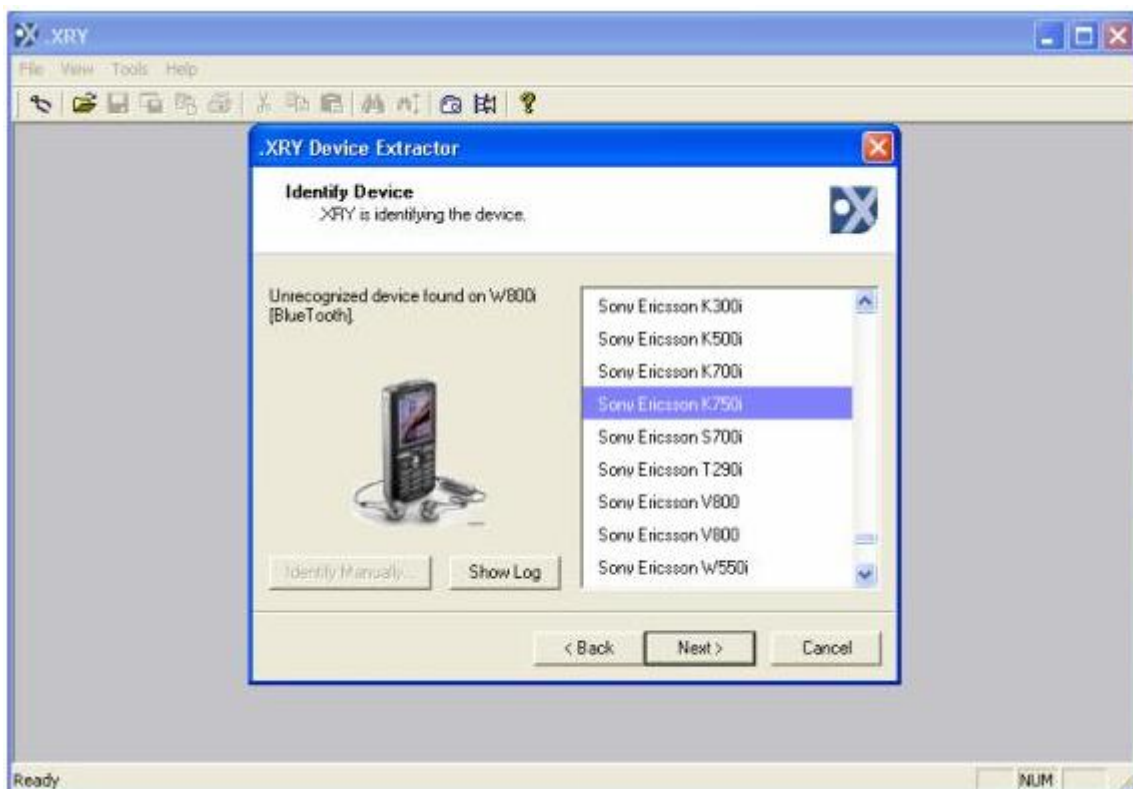 .XRY
File View Tools Help
.XRY Device Extractor
Identify Device
XRY is identifying the device.
Unrecognized device found on W800i
[BlueTooth].
Sony Ericsson K300i
Sony Ericsson K500i
Sony Ericsson K700i
Sony Ericsson K750i
Sony Ericsson S700i
Sony Ericsson T290i
Sony Ericsson V800
Sony Ericsson V800
Sony Ericsson W550i
Identify Manually...
Show Log
< Back
Next >
Cancel
Ready
NUM